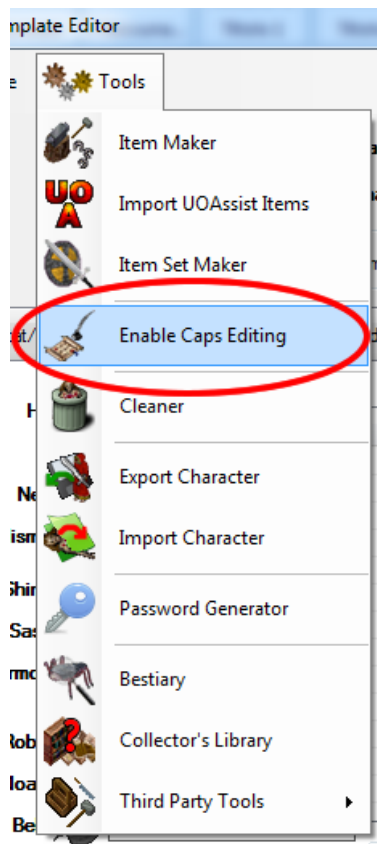 mplate Editor
e Tools
Item Maker
UO
A
Import UOAssist Items
Item Set Maker
Enable Caps Editing
Cleaner
Export Character
Import Character
Password Generator
Bestiary
Collector's Library
Third Party Tools